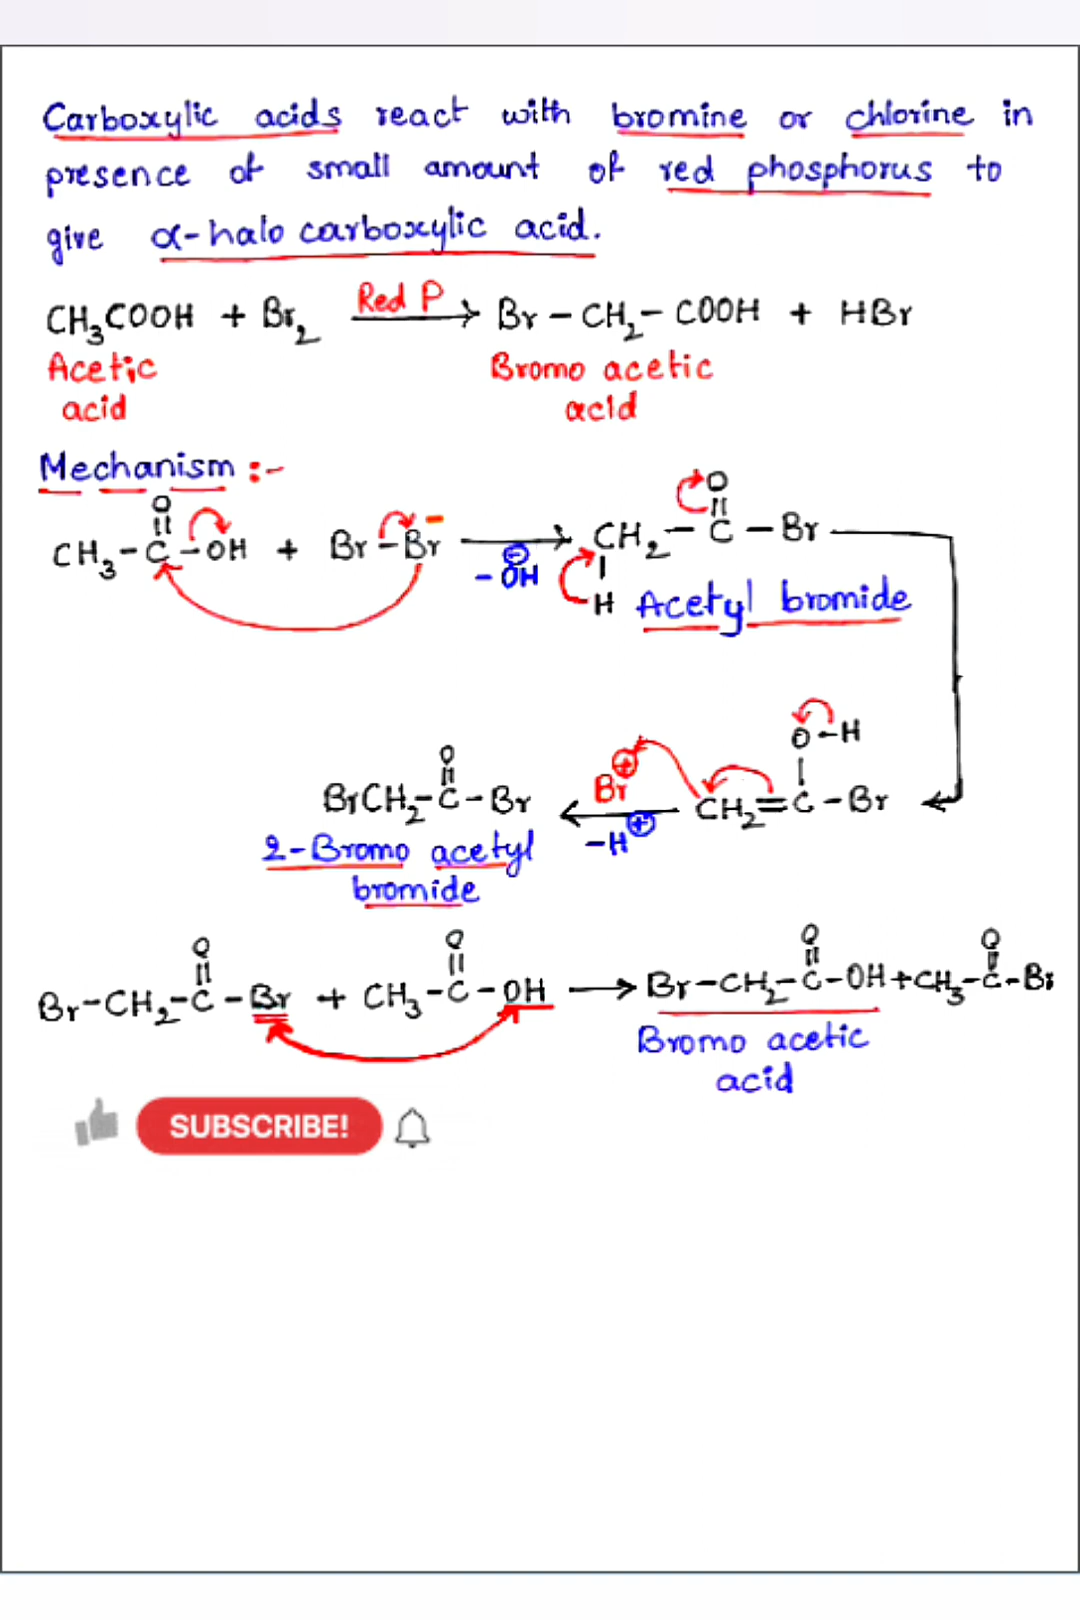 Carboxylic acids react with bromine or chlorine in
presence of small amount of red phosphorus to
give α-halo carboxylic acid.
CH₃COOH + Br₂ Red P → Br – CH₂ – COOH + HBr
Acetic Bromo acetic
acid acid
Mechanism :-
O O
CH₃ – C – OH + Br – Br⁻ → CH₂ – C – Br
– OH⊖
H Acetyl bromide
O – H
O Br⊕
BrCH₂ – C – Br ← CH₂ = C – Br ←
2-Bromo acetyl – H⊕
bromide
O O O O
Br – CH₂ – C – Br + CH₃ – C – OH → Br – CH₂ – C – OH + CH₃ – C – Br
Bromo acetic
acid
SUBSCRIBE!